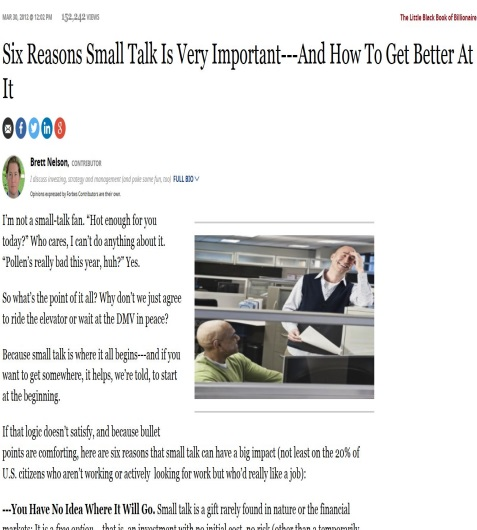 MAR 30, 2012 @ 12:02 PM 152,242 VIEWS
The Little Black Book of Billionaire
Six Reasons Small Talk Is Very Important---And How To Get Better At
It
Brett Nelson, CONTRIBUTOR
I discuss investing, strategy and management (and poke some fun, too) FULL BIO
Opinions expressed by Forbes Contributors are their own.
I'm not a small-talk fan. “Hot enough for you
today?” Who cares, I can't do anything about it.
“Pollen's really bad this year, huh?” Yes.
So what's the point of it all? Why don't we just agree
to ride the elevator or wait at the DMV in peace?
Because small talk is where it all begins---and if you
want to get somewhere, it helps, we're told, to start
at the beginning.
If that logic doesn't satisfy, and because bullet
points are comforting, here are six reasons that small talk can have a big impact (not least on the 20% of
U.S. citizens who aren't working or actively looking for work but who'd really like a job):
---You Have No Idea Where It Will Go. Small talk is a gift rarely found in nature or the financial
markets: It is a free option—that is, an investment with no initial cost, no risk (other than a temporarily